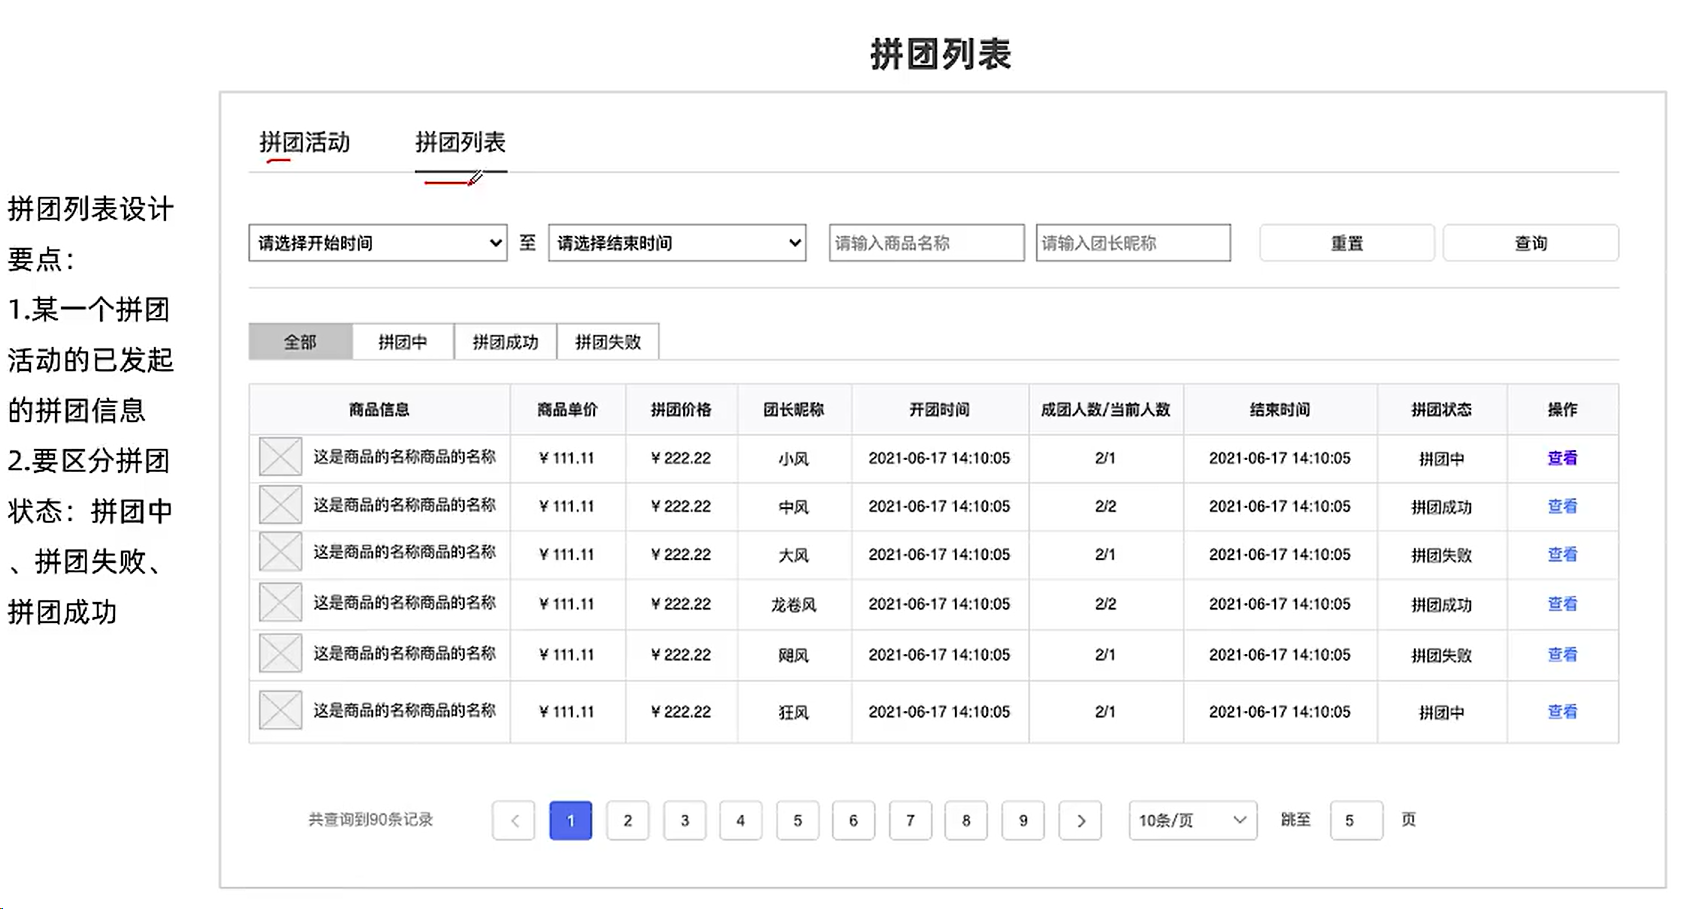 拼团列表
拼团活动 拼团列表
拼团列表设计
要点：
1.某一个拼团
活动的已发起
的拼团信息
2.要区分拼团
状态：拼团中
、拼团失败、
拼团成功
请选择开始时间 至 请选择结束时间 请输入商品名称 请输入团长昵称 重置 查询
全部 拼团中 拼团成功 拼团失败
商品信息 商品单价 拼团价格 团长昵称 开团时间 成团人数/当前人数 结束时间 拼团状态 操作
这是商品的名称商品的名称 ¥ 111.11 ¥ 222.22 小风 2021-06-17 14:10:05 2/1 2021-06-17 14:10:05 拼团中 查看
这是商品的名称商品的名称 ¥ 111.11 ¥ 222.22 中风 2021-06-17 14:10:05 2/2 2021-06-17 14:10:05 拼团成功 查看
这是商品的名称商品的名称 ¥ 111.11 ¥ 222.22 大风 2021-06-17 14:10:05 2/1 2021-06-17 14:10:05 拼团失败 查看
这是商品的名称商品的名称 ¥ 111.11 ¥ 222.22 龙卷风 2021-06-17 14:10:05 2/2 2021-06-17 14:10:05 拼团成功 查看
这是商品的名称商品的名称 ¥ 111.11 ¥ 222.22 飓风 2021-06-17 14:10:05 2/1 2021-06-17 14:10:05 拼团失败 查看
这是商品的名称商品的名称 ¥ 111.11 ¥ 222.22 狂风 2021-06-17 14:10:05 2/1 2021-06-17 14:10:05 拼团中 查看
共查询到90条记录 < 1 2 3 4 5 6 7 8 9 > 10条/页 跳至 5 页